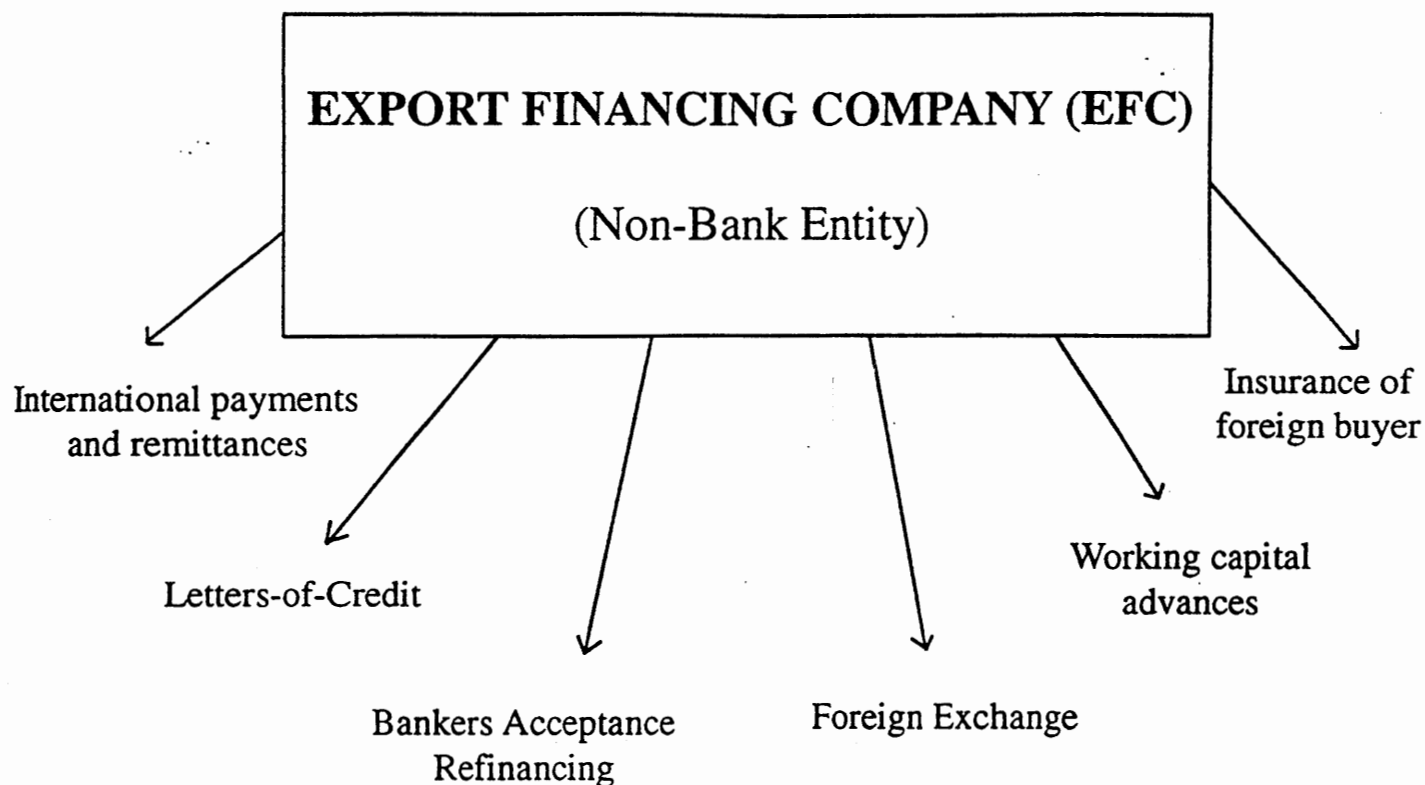 EXPORT FINANCING COMPANY (EFC)
(Non-Bank Entity)
International payments
and remittances
Letters-of-Credit
Bankers Acceptance
Refinancing
Foreign Exchange
Working capital
advances
Insurance of
foreign buyer